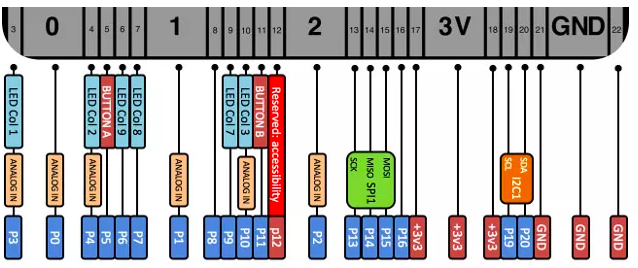 3 0 4 5 6 7 1 8 9 10 11 12 2 13 14 15 16 17 3V 18 19 20 21 GND 22
LED Col 1
LED Col 2
BUTTON A
LED Col 9
LED Col 8
LED Col 7
LED Col 3
BUTTON B
Reserved: accessibility
ANALOG IN
ANALOG IN
ANALOG IN
ANALOG IN
ANALOG IN
ANALOG IN
SCK
MISO SPI1
MOSI
SCL
I2C1
SDA
P3 P0 P4 P5 P6 P7 P1 P8 P9 P10 P11 p12 P2 P13 P14 P15 P16 +3v3 +3v3 +3v3 P19 P20 GND GND GND